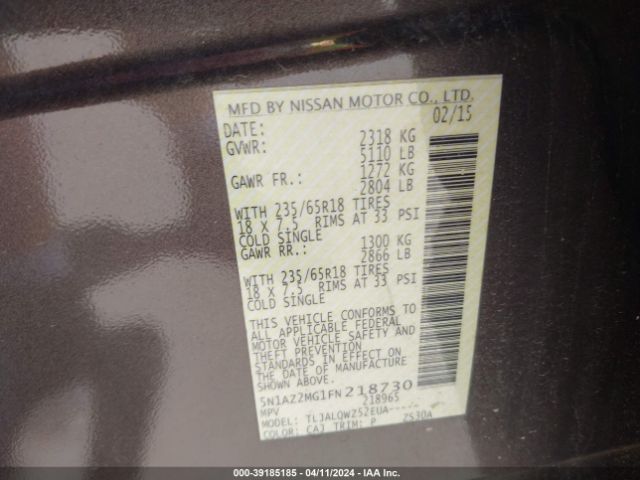 MFD BY NISSAN MOTOR CO., LTD.
DATE: 02/15
GVWR: 2318 KG
5110 LB
GAWR FR.: 1272 KG
2804 LB
WITH 235/65R18 TIRES
18 X 7.5 RIMS AT 33 PSI
COLD SINGLE
GAWR RR.: 1300 KG
2866 LB
WITH 235/65R18 TIRES
18 X 7.5 RIMS AT 33 PSI
COLD SINGLE
THIS VEHICLE CONFORMS TO
ALL APPLICABLE FEDERAL
MOTOR VEHICLE SAFETY AND
THEFT PREVENTION
STANDARDS IN EFFECT ON
THE DATE OF MANUFACTURE
SHOWN ABOVE.
5N1AZ2MG1FN218730
MPV 218965
MODEL: TLJALQWZ52EUA-----
COLOR: CAJ TRIM: P Z530A
000-39185185 - 04/11/2024 - IAA Inc.